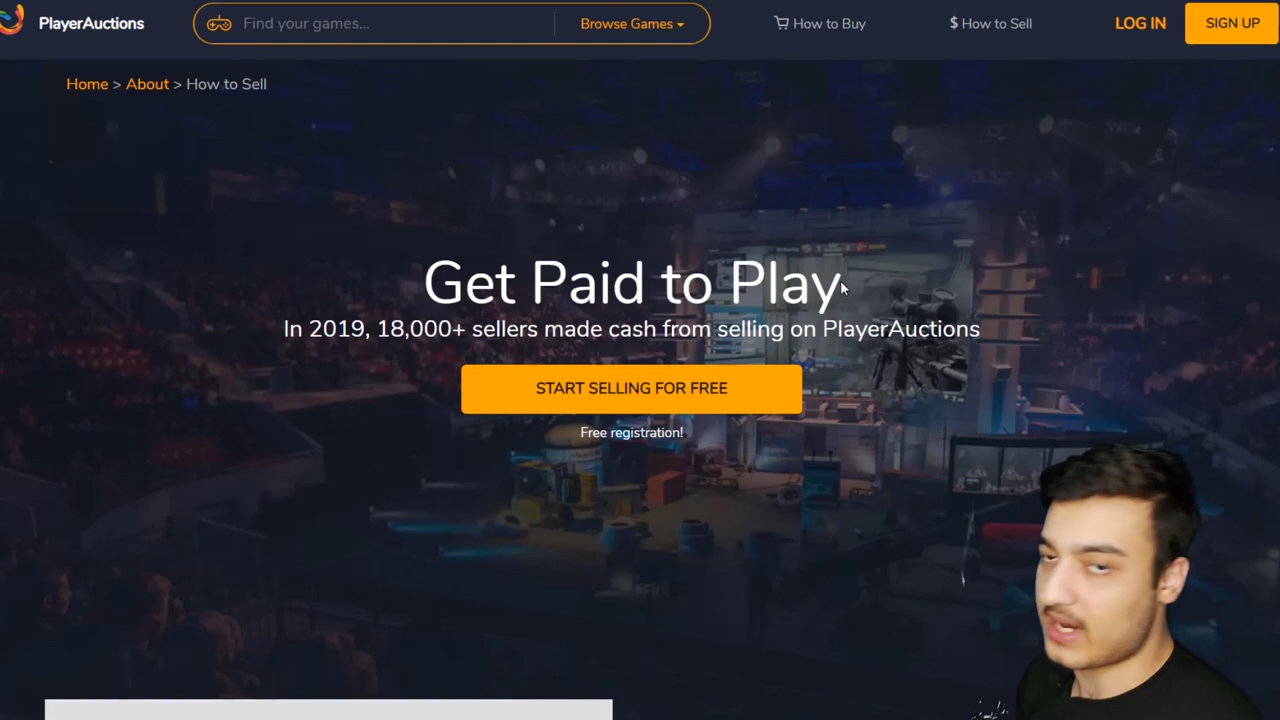 PlayerAuctions
Find your games...
Browse Games
How to Buy
$ How to Sell
LOG IN
SIGN UP
Home > About > How to Sell
Get Paid to Play
In 2019, 18,000+ sellers made cash from selling on PlayerAuctions
START SELLING FOR FREE
Free registration!